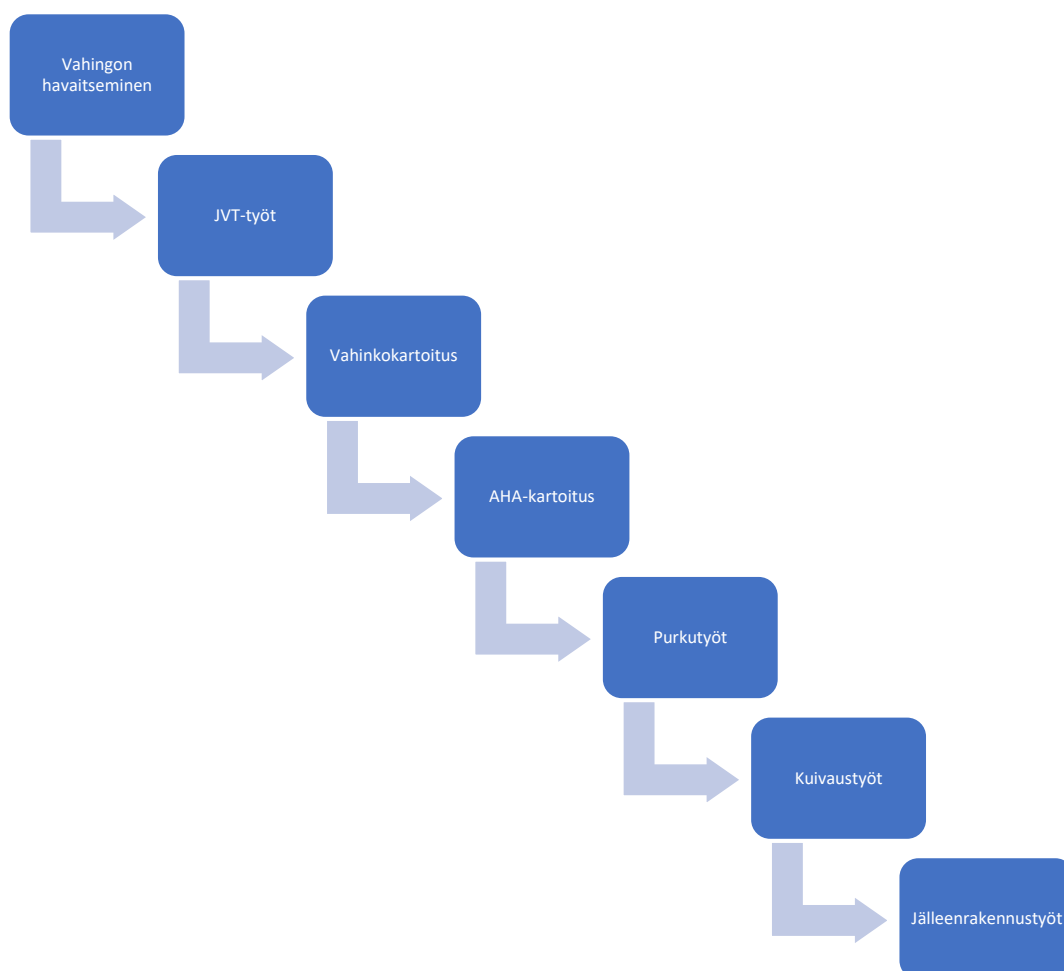 Vahingon
havaitseminen
JVT-työt
Vahinkokartoitus
AHA-kartoitus
Purkutyöt
Kuivaustyöt
Jälleenrakennustyöt